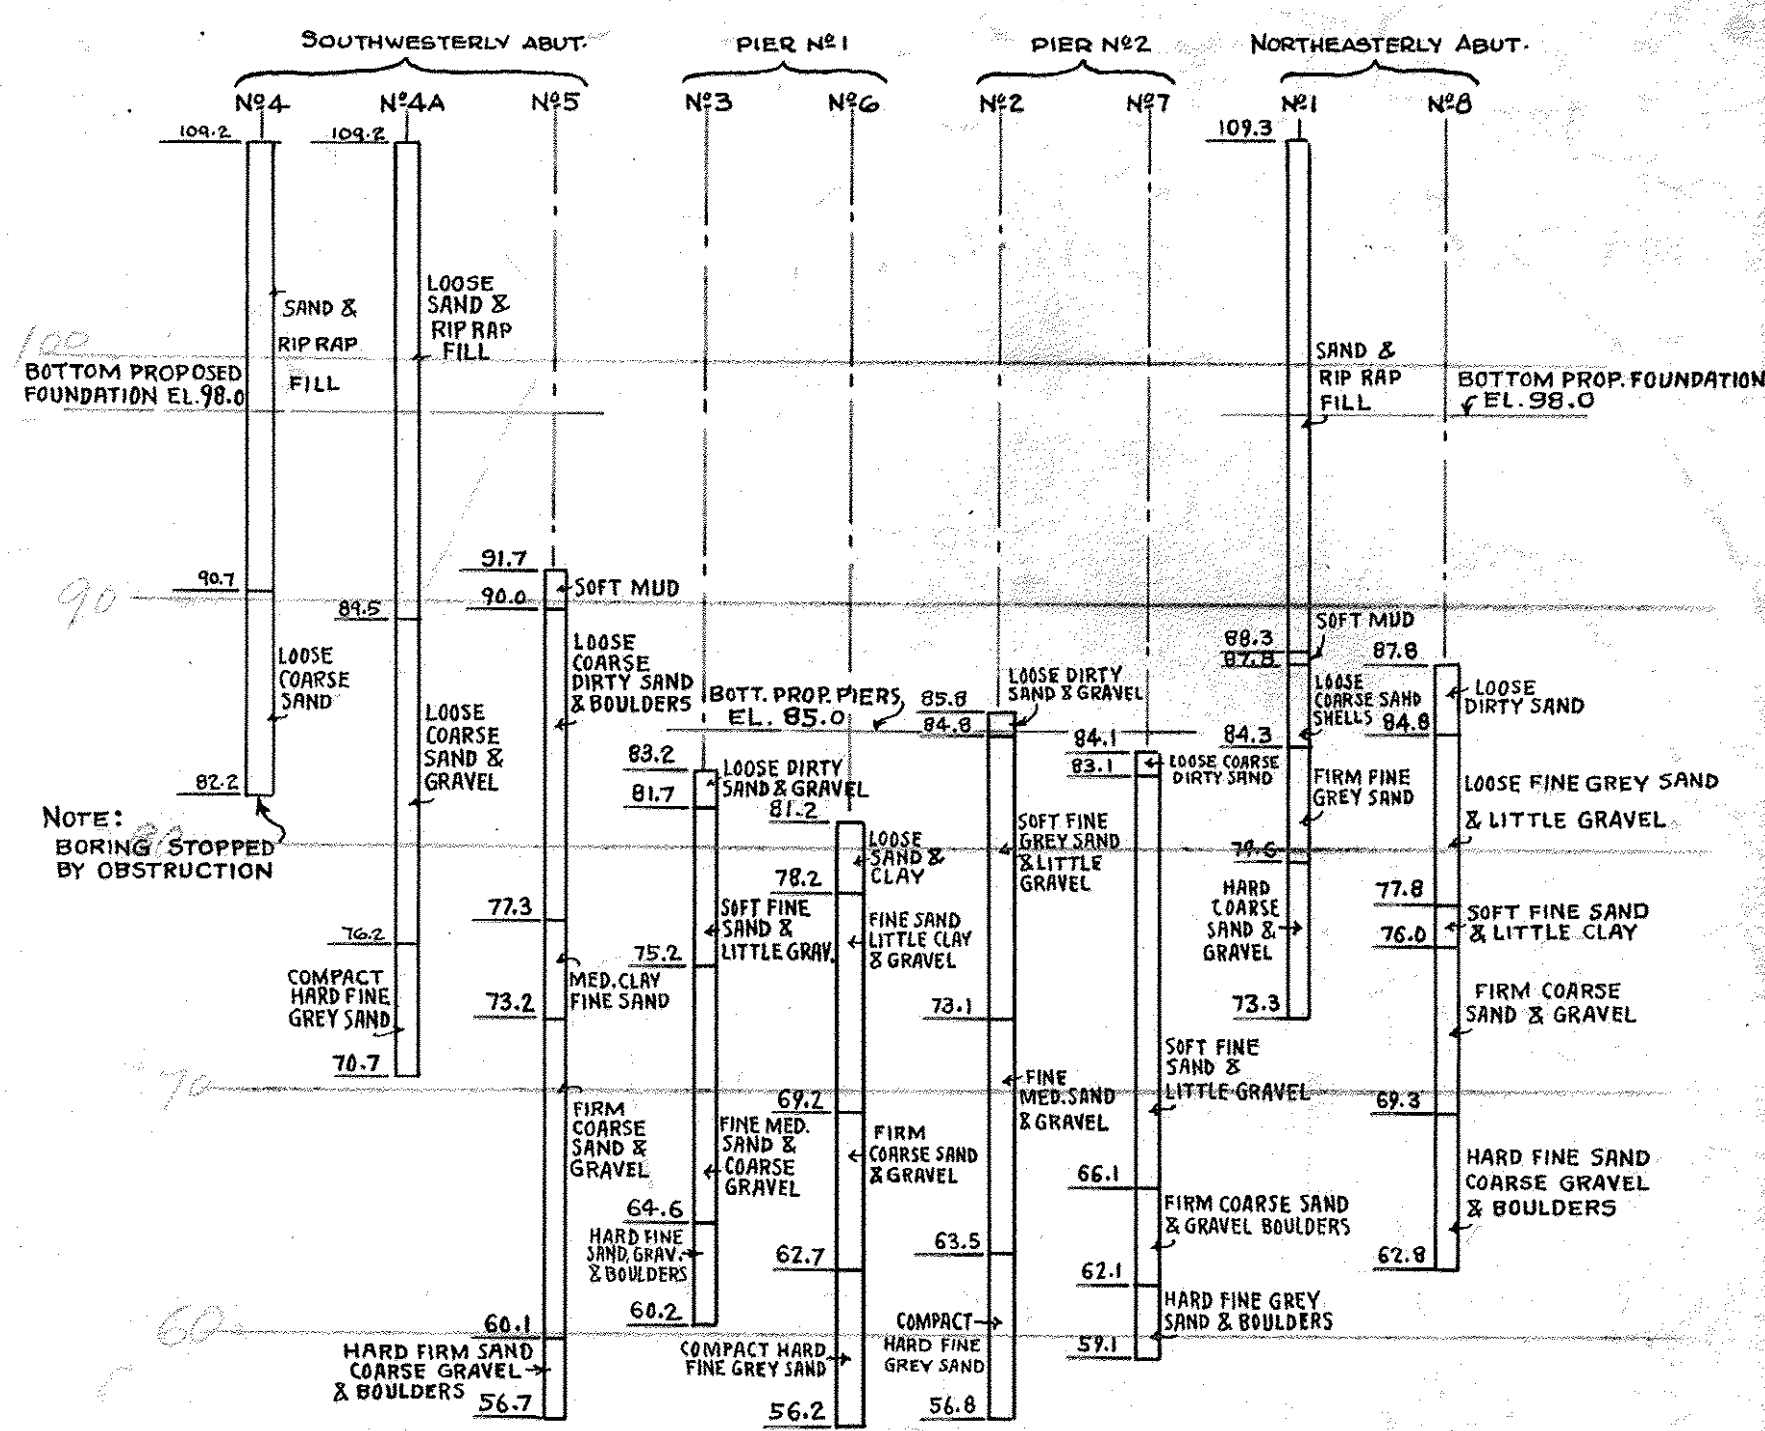 SOUTHWESTERLY ABUT.
PIER Nº1
PIER Nº2
NORTHEASTERLY ABUT.
Nº4
Nº4A
Nº5
Nº3
Nº6
Nº2
Nº7
Nº1
Nº8
109.2
SAND &
RIP RAP
FILL
100
BOTTOM PROPOSED
FOUNDATION EL.98.0
90.7
90
LOOSE
COARSE
SAND
82.2
NOTE:
BORING STOPPED
BY OBSTRUCTION
80
109.2
LOOSE
SAND &
RIP RAP
FILL
89.5
LOOSE
COARSE
SAND &
GRAVEL
76.2
COMPACT
HARD FINE
GREY SAND
70.7
70
91.7
SOFT MUD
90.0
LOOSE
COARSE
DIRTY SAND
& BOULDERS
77.3
MED. CLAY
FINE SAND
73.2
FIRM
COARSE
SAND &
GRAVEL
60.1
60
HARD FIRM SAND
COARSE GRAVEL
& BOULDERS
56.7
BOTT. PROP. PIERS
EL. 85.0
83.2
LOOSE DIRTY
SAND & GRAVEL
81.7
SOFT FINE
SAND &
LITTLE GRAV.
75.2
FINE MED.
SAND &
COARSE
GRAVEL
64.6
HARD FINE
SAND, GRAV.
& BOULDERS
60.2
81.2
LOOSE
SAND &
CLAY
78.2
FINE SAND
LITTLE CLAY
& GRAVEL
69.2
FIRM
COARSE SAND
& GRAVEL
62.7
COMPACT HARD
FINE GREY SAND
56.2
85.8
LOOSE DIRTY
SAND & GRAVEL
84.8
SOFT FINE
GREY SAND
& LITTLE
GRAVEL
73.1
FINE
MED. SAND
& GRAVEL
63.5
COMPACT
HARD FINE
GREY SAND
56.8
84.1
LOOSE COARSE
DIRTY SAND
83.1
SOFT FINE
SAND &
LITTLE GRAVEL
66.1
FIRM COARSE SAND
& GRAVEL BOULDERS
62.1
HARD FINE GREY
SAND & BOULDERS
59.1
109.3
SAND &
RIP RAP
FILL
BOTTOM PROP. FOUNDATION
EL. 98.0
88.3
SOFT MUD
87.8
LOOSE
COARSE SAND
SHELLS
84.3
FIRM FINE
GREY SAND
79.6
HARD
COARSE
SAND &
GRAVEL
73.3
87.8
LOOSE
DIRTY SAND
84.8
LOOSE FINE GREY SAND
& LITTLE GRAVEL
77.8
SOFT FINE SAND
& LITTLE CLAY
76.0
FIRM COARSE
SAND & GRAVEL
69.3
HARD FINE SAND
COARSE GRAVEL
& BOULDERS
62.8